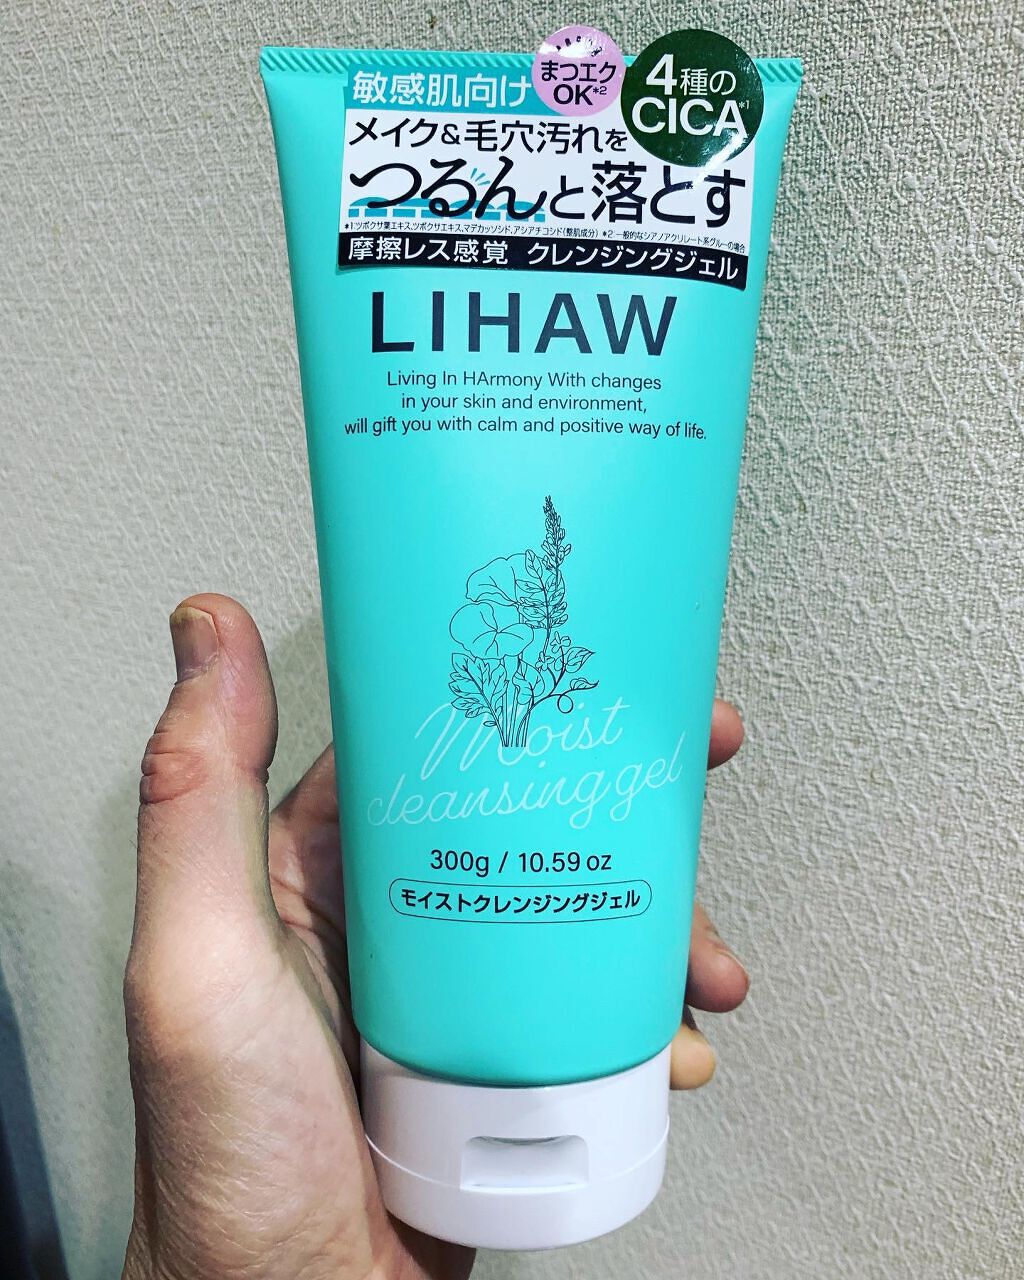 敏感肌向け
まつエク
OK*2
4種の
CICA*1
メイク&毛穴汚れを
つるんと落とす
*1:ツボクサ葉エキス,ツボクサエキス,マデカッソシド,アシアチコシド(整肌成分) *2:一般的なシアノアクリレート系グルーの場合
摩擦レス感覚 クレンジングジェル
LIHAW
Living In HArmony With changes
in your skin and environment,
will gift you with calm and positive way of life.
Moist
cleansing gel
300g / 10.59 oz
モイストクレンジングジェル